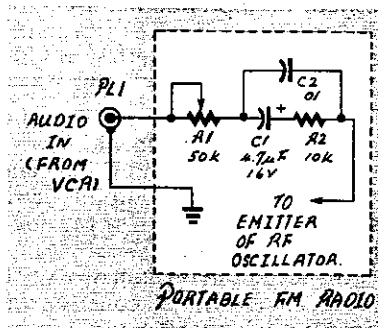 PL1
AUDIO
IN
(FROM
VCR)
R1
50K
C1
4.7µF
16V
+
R2
10K
C2
.01
TO
EMITTER
OF RF
OSCILLATOR.
PORTABLE FM RADIO